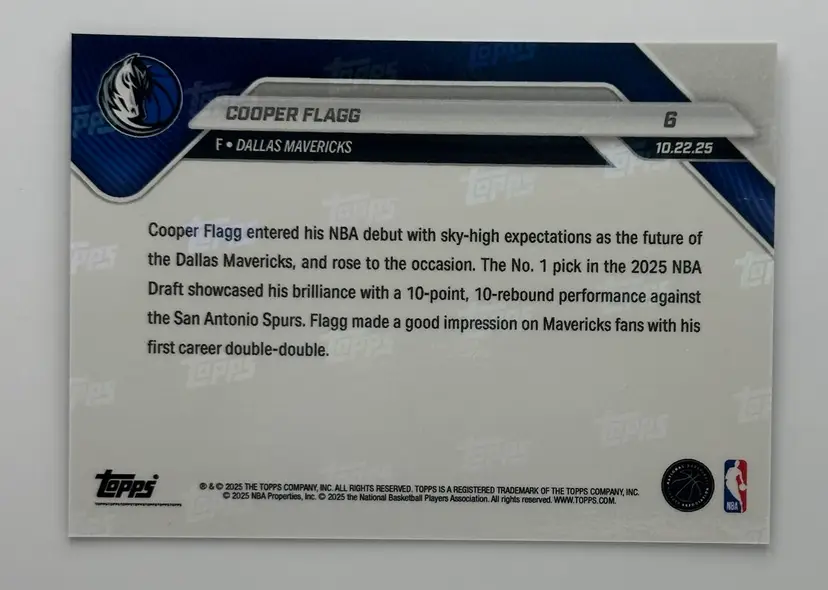 COOPER FLAGG 6
F • DALLAS MAVERICKS 10.22.25
Cooper Flagg entered his NBA debut with sky-high expectations as the future of
the Dallas Mavericks, and rose to the occasion. The No. 1 pick in the 2025 NBA
Draft showcased his brilliance with a 10-point, 10-rebound performance against
the San Antonio Spurs. Flagg made a good impression on Mavericks fans with his
first career double-double.
Topps
® & © 2025 THE TOPPS COMPANY, INC. ALL RIGHTS RESERVED. TOPPS IS A REGISTERED TRADEMARK OF THE TOPPS COMPANY, INC.
© 2025 NBA Properties, Inc. © 2025 the National Basketball Players Association. All rights reserved. WWW.TOPPS.COM.
NBA